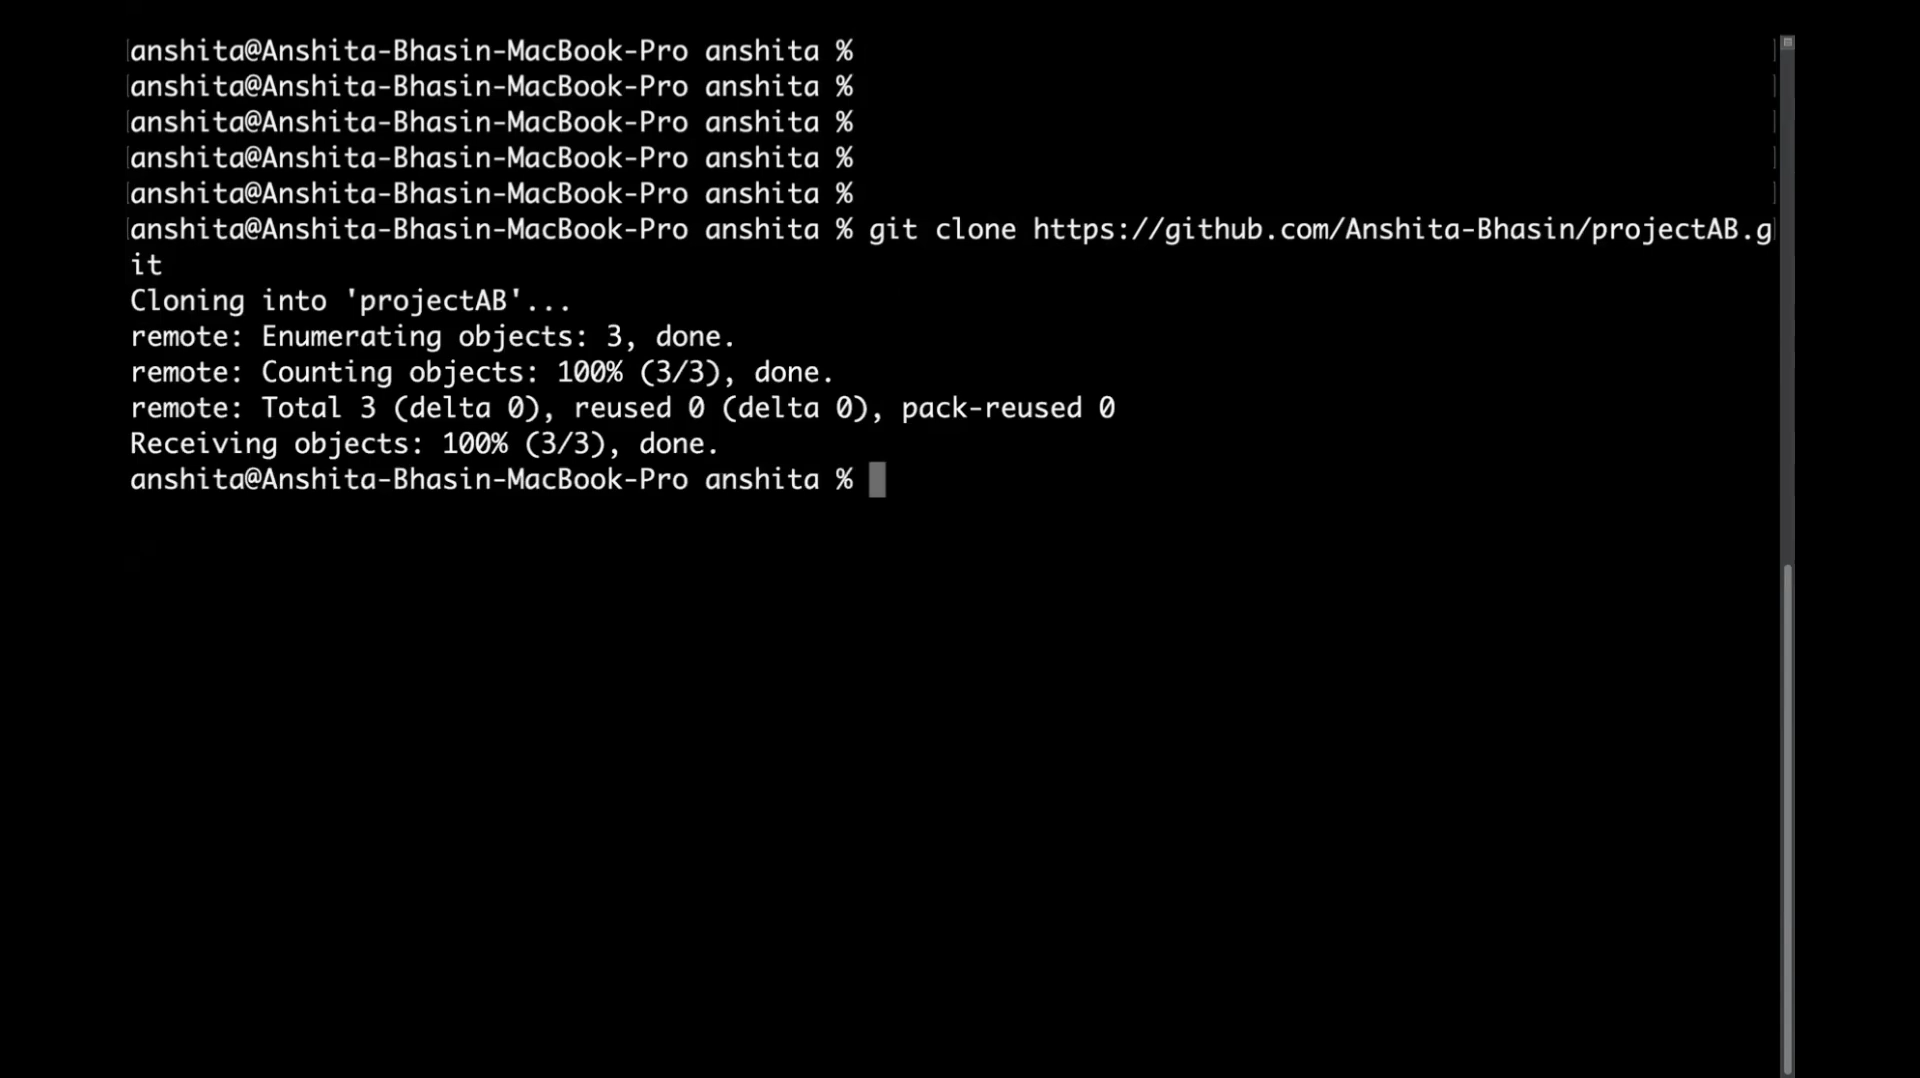 anshita@Anshita-Bhasin-MacBook-Pro anshita %
anshita@Anshita-Bhasin-MacBook-Pro anshita %
anshita@Anshita-Bhasin-MacBook-Pro anshita %
anshita@Anshita-Bhasin-MacBook-Pro anshita %
anshita@Anshita-Bhasin-MacBook-Pro anshita %
anshita@Anshita-Bhasin-MacBook-Pro anshita % git clone https://github.com/Anshita-Bhasin/projectAB.g
it
Cloning into 'projectAB'...
remote: Enumerating objects: 3, done.
remote: Counting objects: 100% (3/3), done.
remote: Total 3 (delta 0), reused 0 (delta 0), pack-reused 0
Receiving objects: 100% (3/3), done.
anshita@Anshita-Bhasin-MacBook-Pro anshita %